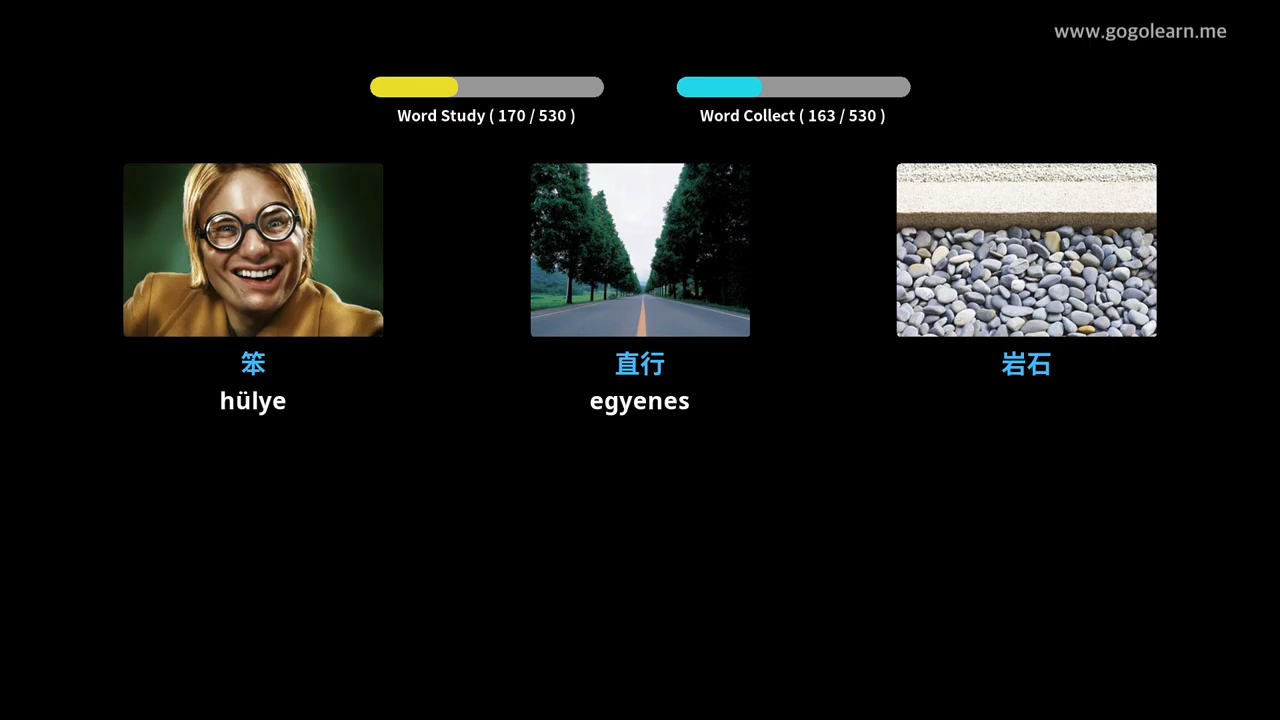 www.gogolearn.me
Word Study ( 170 / 530 )
Word Collect ( 163 / 530 )
笨
直行
岩石
hülye
egyenes